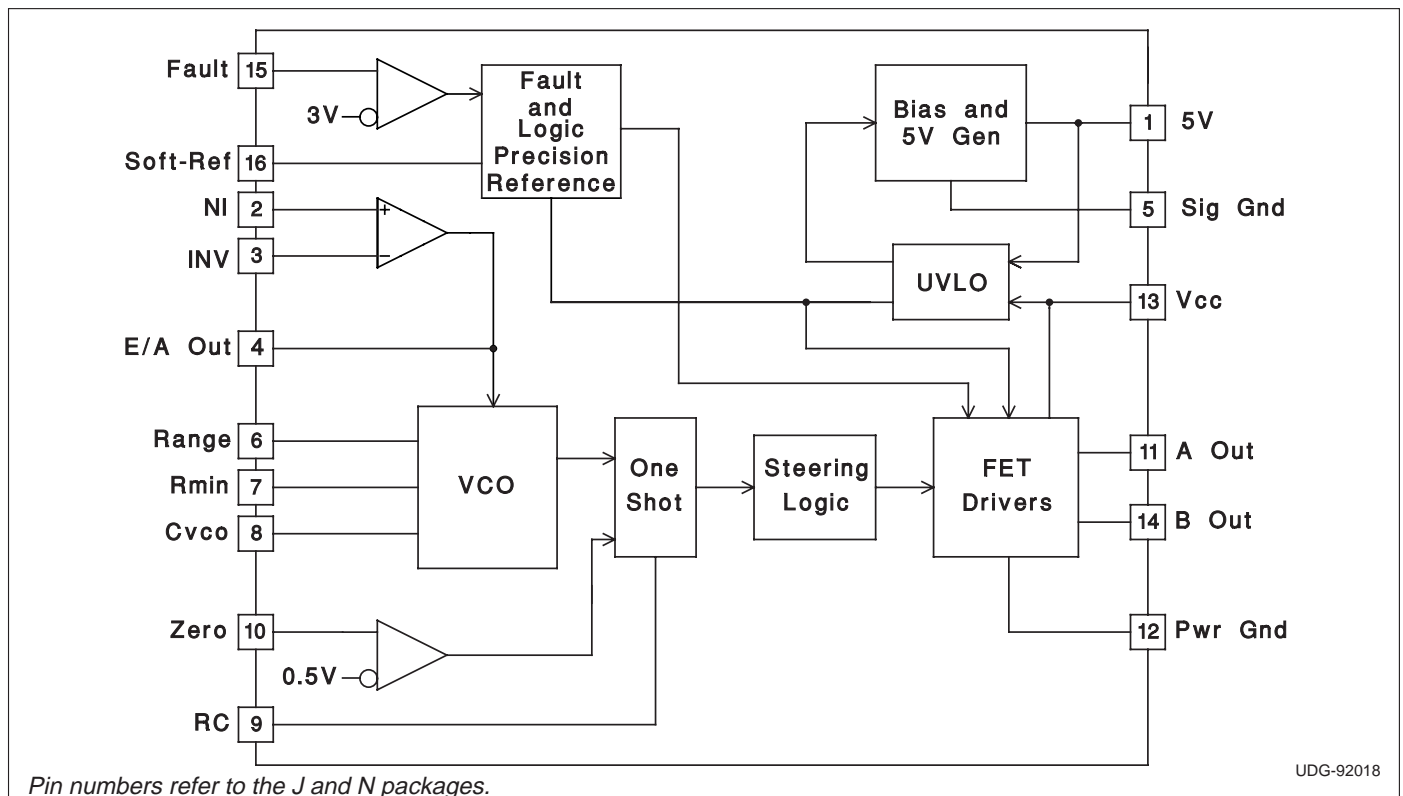 Fault 15
3V
Soft-Ref 16
NI 2
INV 3
E/A Out 4
Range 6
Rmin 7
Cvco 8
Zero 10
0.5V
RC 9
Fault
and
Logic
Precision
Reference
+
−
VCO
One
Shot
Steering
Logic
Bias and
5V Gen
UVLO
FET
Drivers
1 5V
5 Sig Gnd
13 Vcc
11 A Out
14 B Out
12 Pwr Gnd
UDG-92018
Pin numbers refer to the J and N packages.